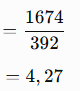 = 1674/392
= 4,27